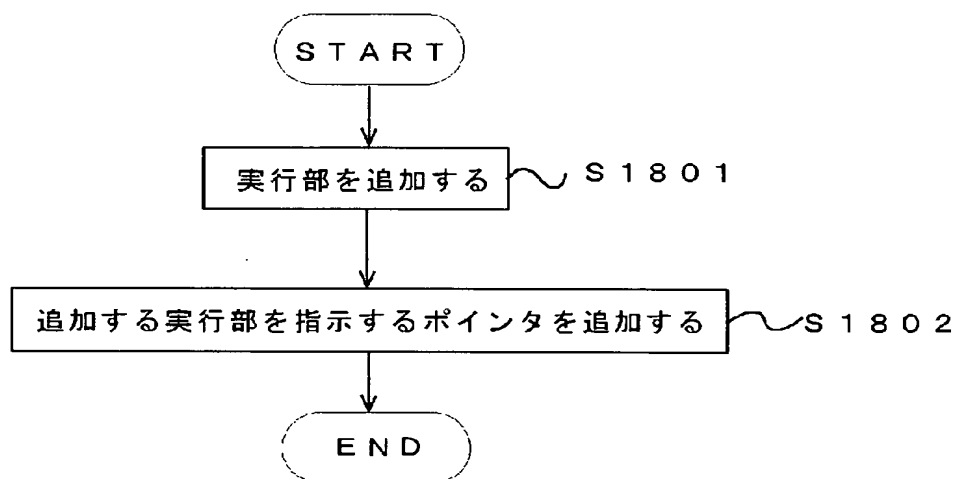 ＳＴＡＲＴ
実行部を追加する
Ｓ１８０１
追加する実行部を指示するポインタを追加する
Ｓ１８０２
ＥＮＤ